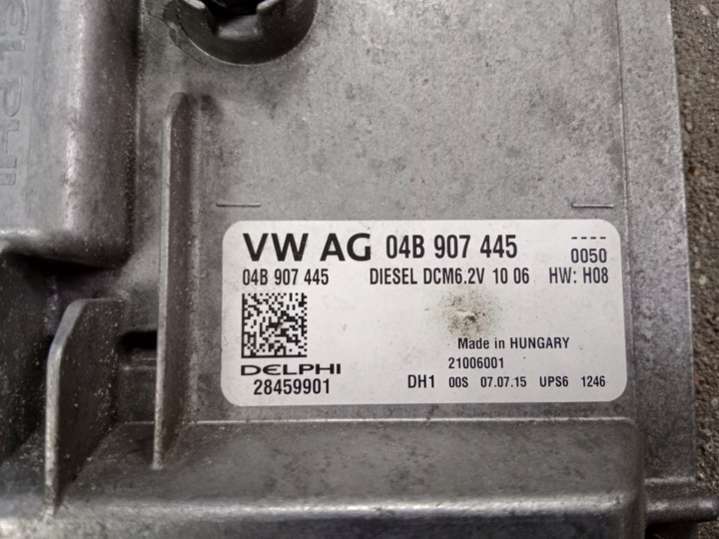 DELPHI
VW AG 04B 907 445 ----
04B 907 445 DIESEL DCM6.2V 10 06 0050
HW: H08
Made in HUNGARY
DELPHI 21006001
28459901 DH1 00S 07.07.15 UPS6 1246